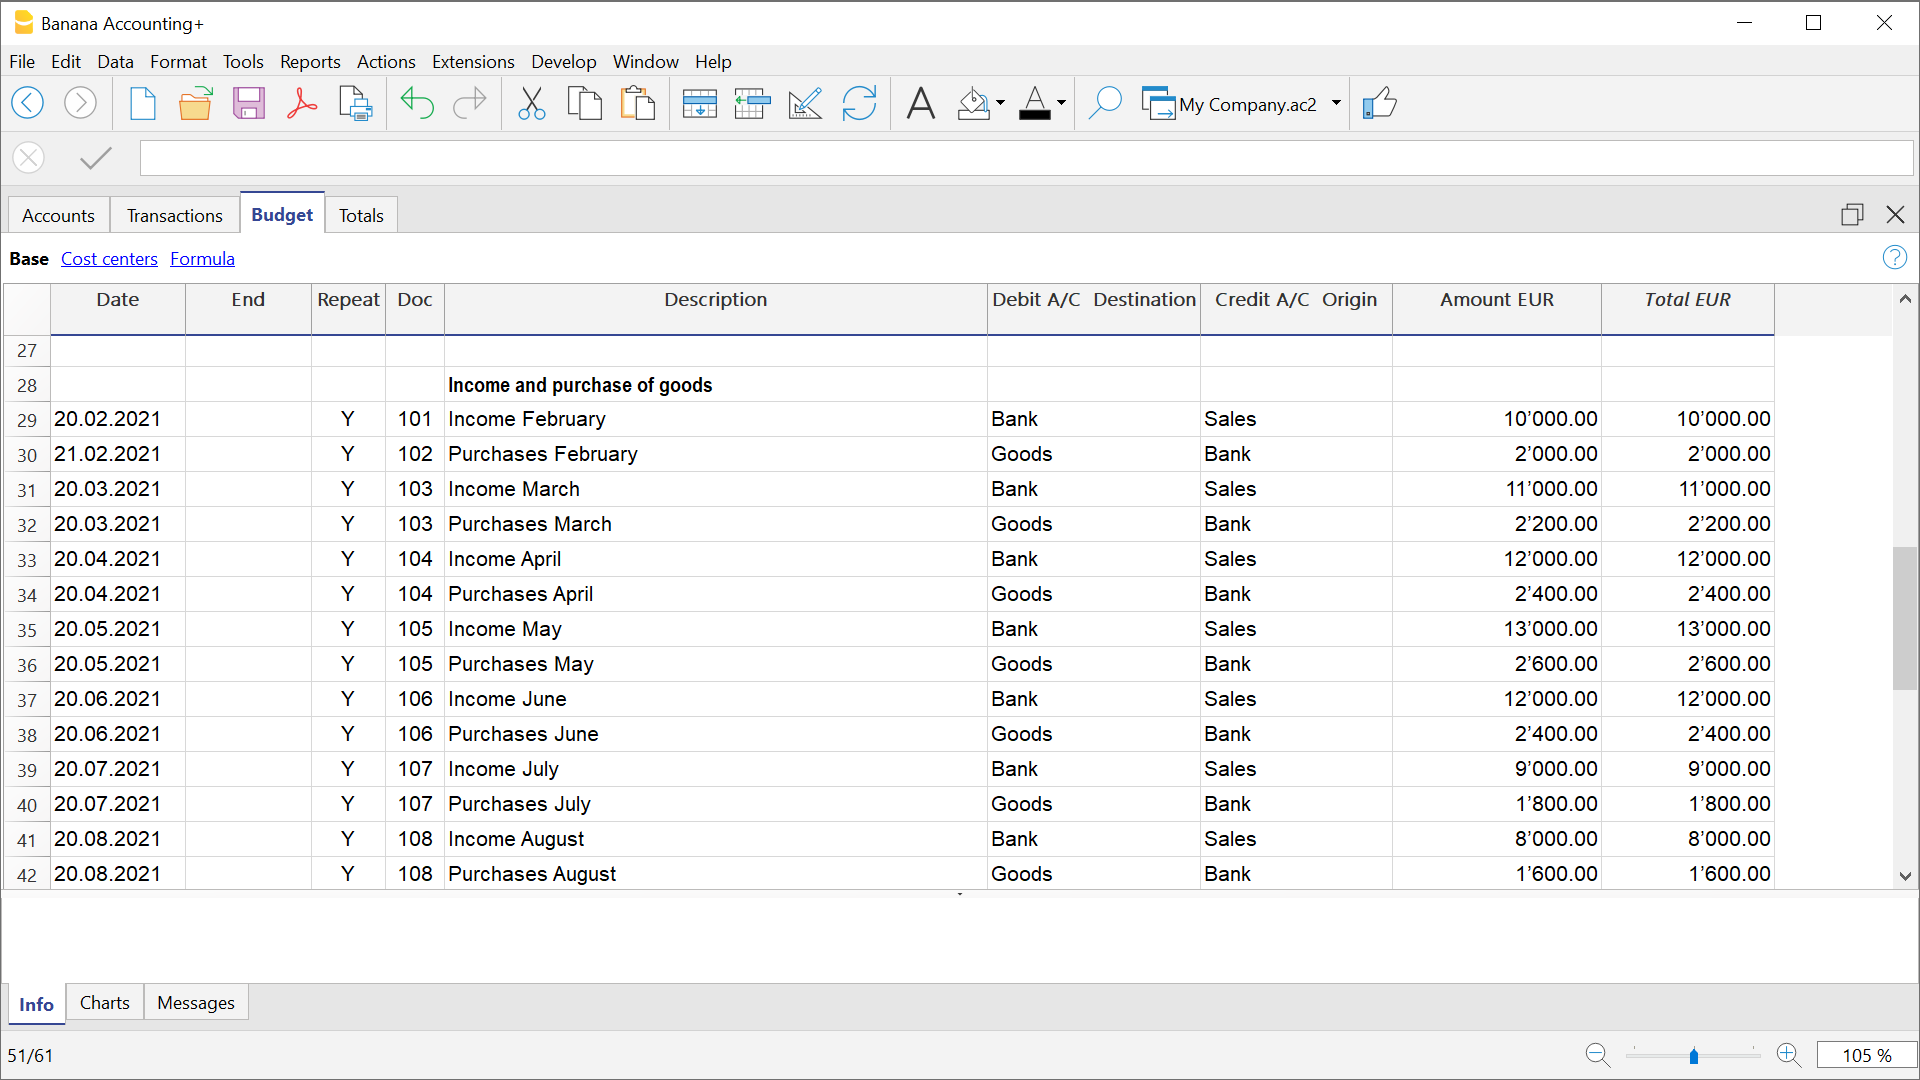 Banana Accounting+
File Edit Data Format Tools Reports Actions Extensions Develop Window Help
My Company.ac2
Accounts Transactions Budget Totals
Base Cost centers Formula
Date End Repeat Doc Description Debit A/C Destination Credit A/C Origin Amount EUR Total EUR
27
28 Income and purchase of goods
29 20.02.2021 Y 101 Income February Bank Sales 10’000.00 10’000.00
30 21.02.2021 Y 102 Purchases February Goods Bank 2’000.00 2’000.00
31 20.03.2021 Y 103 Income March Bank Sales 11’000.00 11’000.00
32 20.03.2021 Y 103 Purchases March Goods Bank 2’200.00 2’200.00
33 20.04.2021 Y 104 Income April Bank Sales 12’000.00 12’000.00
34 20.04.2021 Y 104 Purchases April Goods Bank 2’400.00 2’400.00
35 20.05.2021 Y 105 Income May Bank Sales 13’000.00 13’000.00
36 20.05.2021 Y 105 Purchases May Goods Bank 2’600.00 2’600.00
37 20.06.2021 Y 106 Income June Bank Sales 12’000.00 12’000.00
38 20.06.2021 Y 106 Purchases June Goods Bank 2’400.00 2’400.00
39 20.07.2021 Y 107 Income July Bank Sales 9’000.00 9’000.00
40 20.07.2021 Y 107 Purchases July Goods Bank 1’800.00 1’800.00
41 20.08.2021 Y 108 Income August Bank Sales 8’000.00 8’000.00
42 20.08.2021 Y 108 Purchases August Goods Bank 1’600.00 1’600.00
Info Charts Messages
51/61 105 %